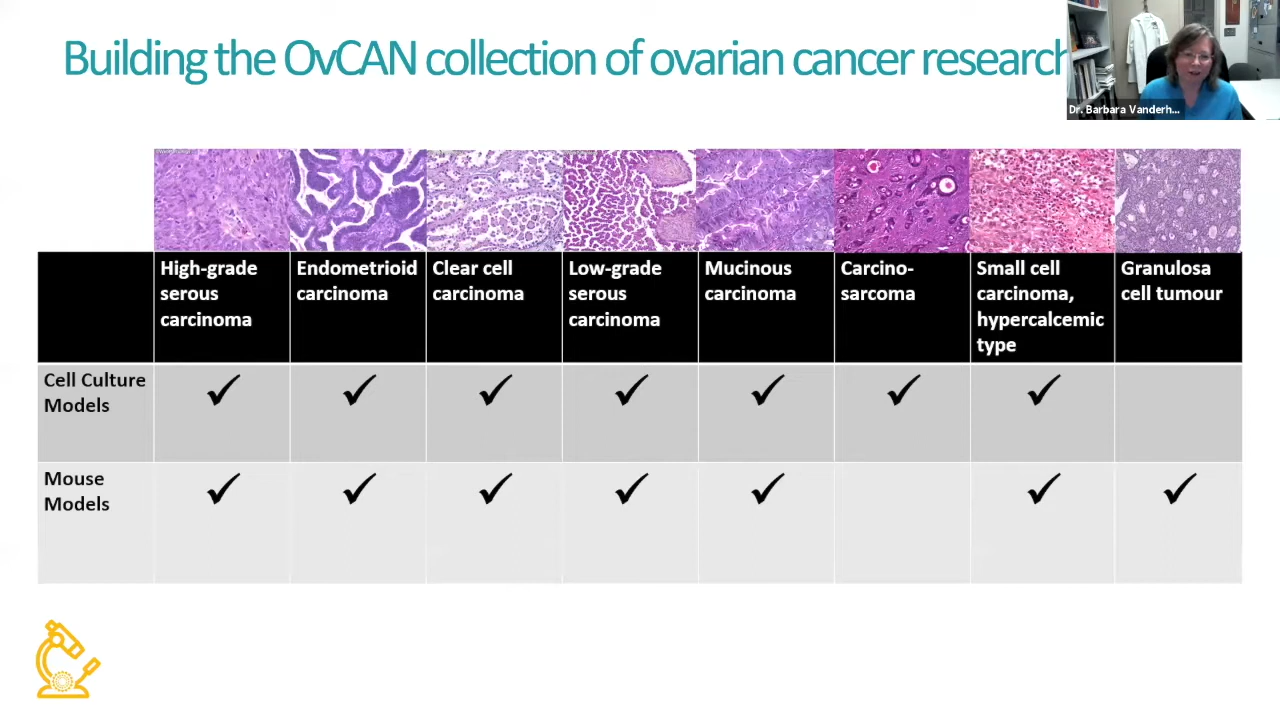 Building the OvCAN collection of ovarian cancer research
Dr. Barbara Vanderh...
High-grade
serous
carcinoma
Endometrioid
carcinoma
Clear cell
carcinoma
Low-grade
serous
carcinoma
Mucinous
carcinoma
Carcino-
sarcoma
Small cell
carcinoma,
hypercalcemic
type
Granulosa
cell tumour
Cell Culture
Models
Mouse
Models